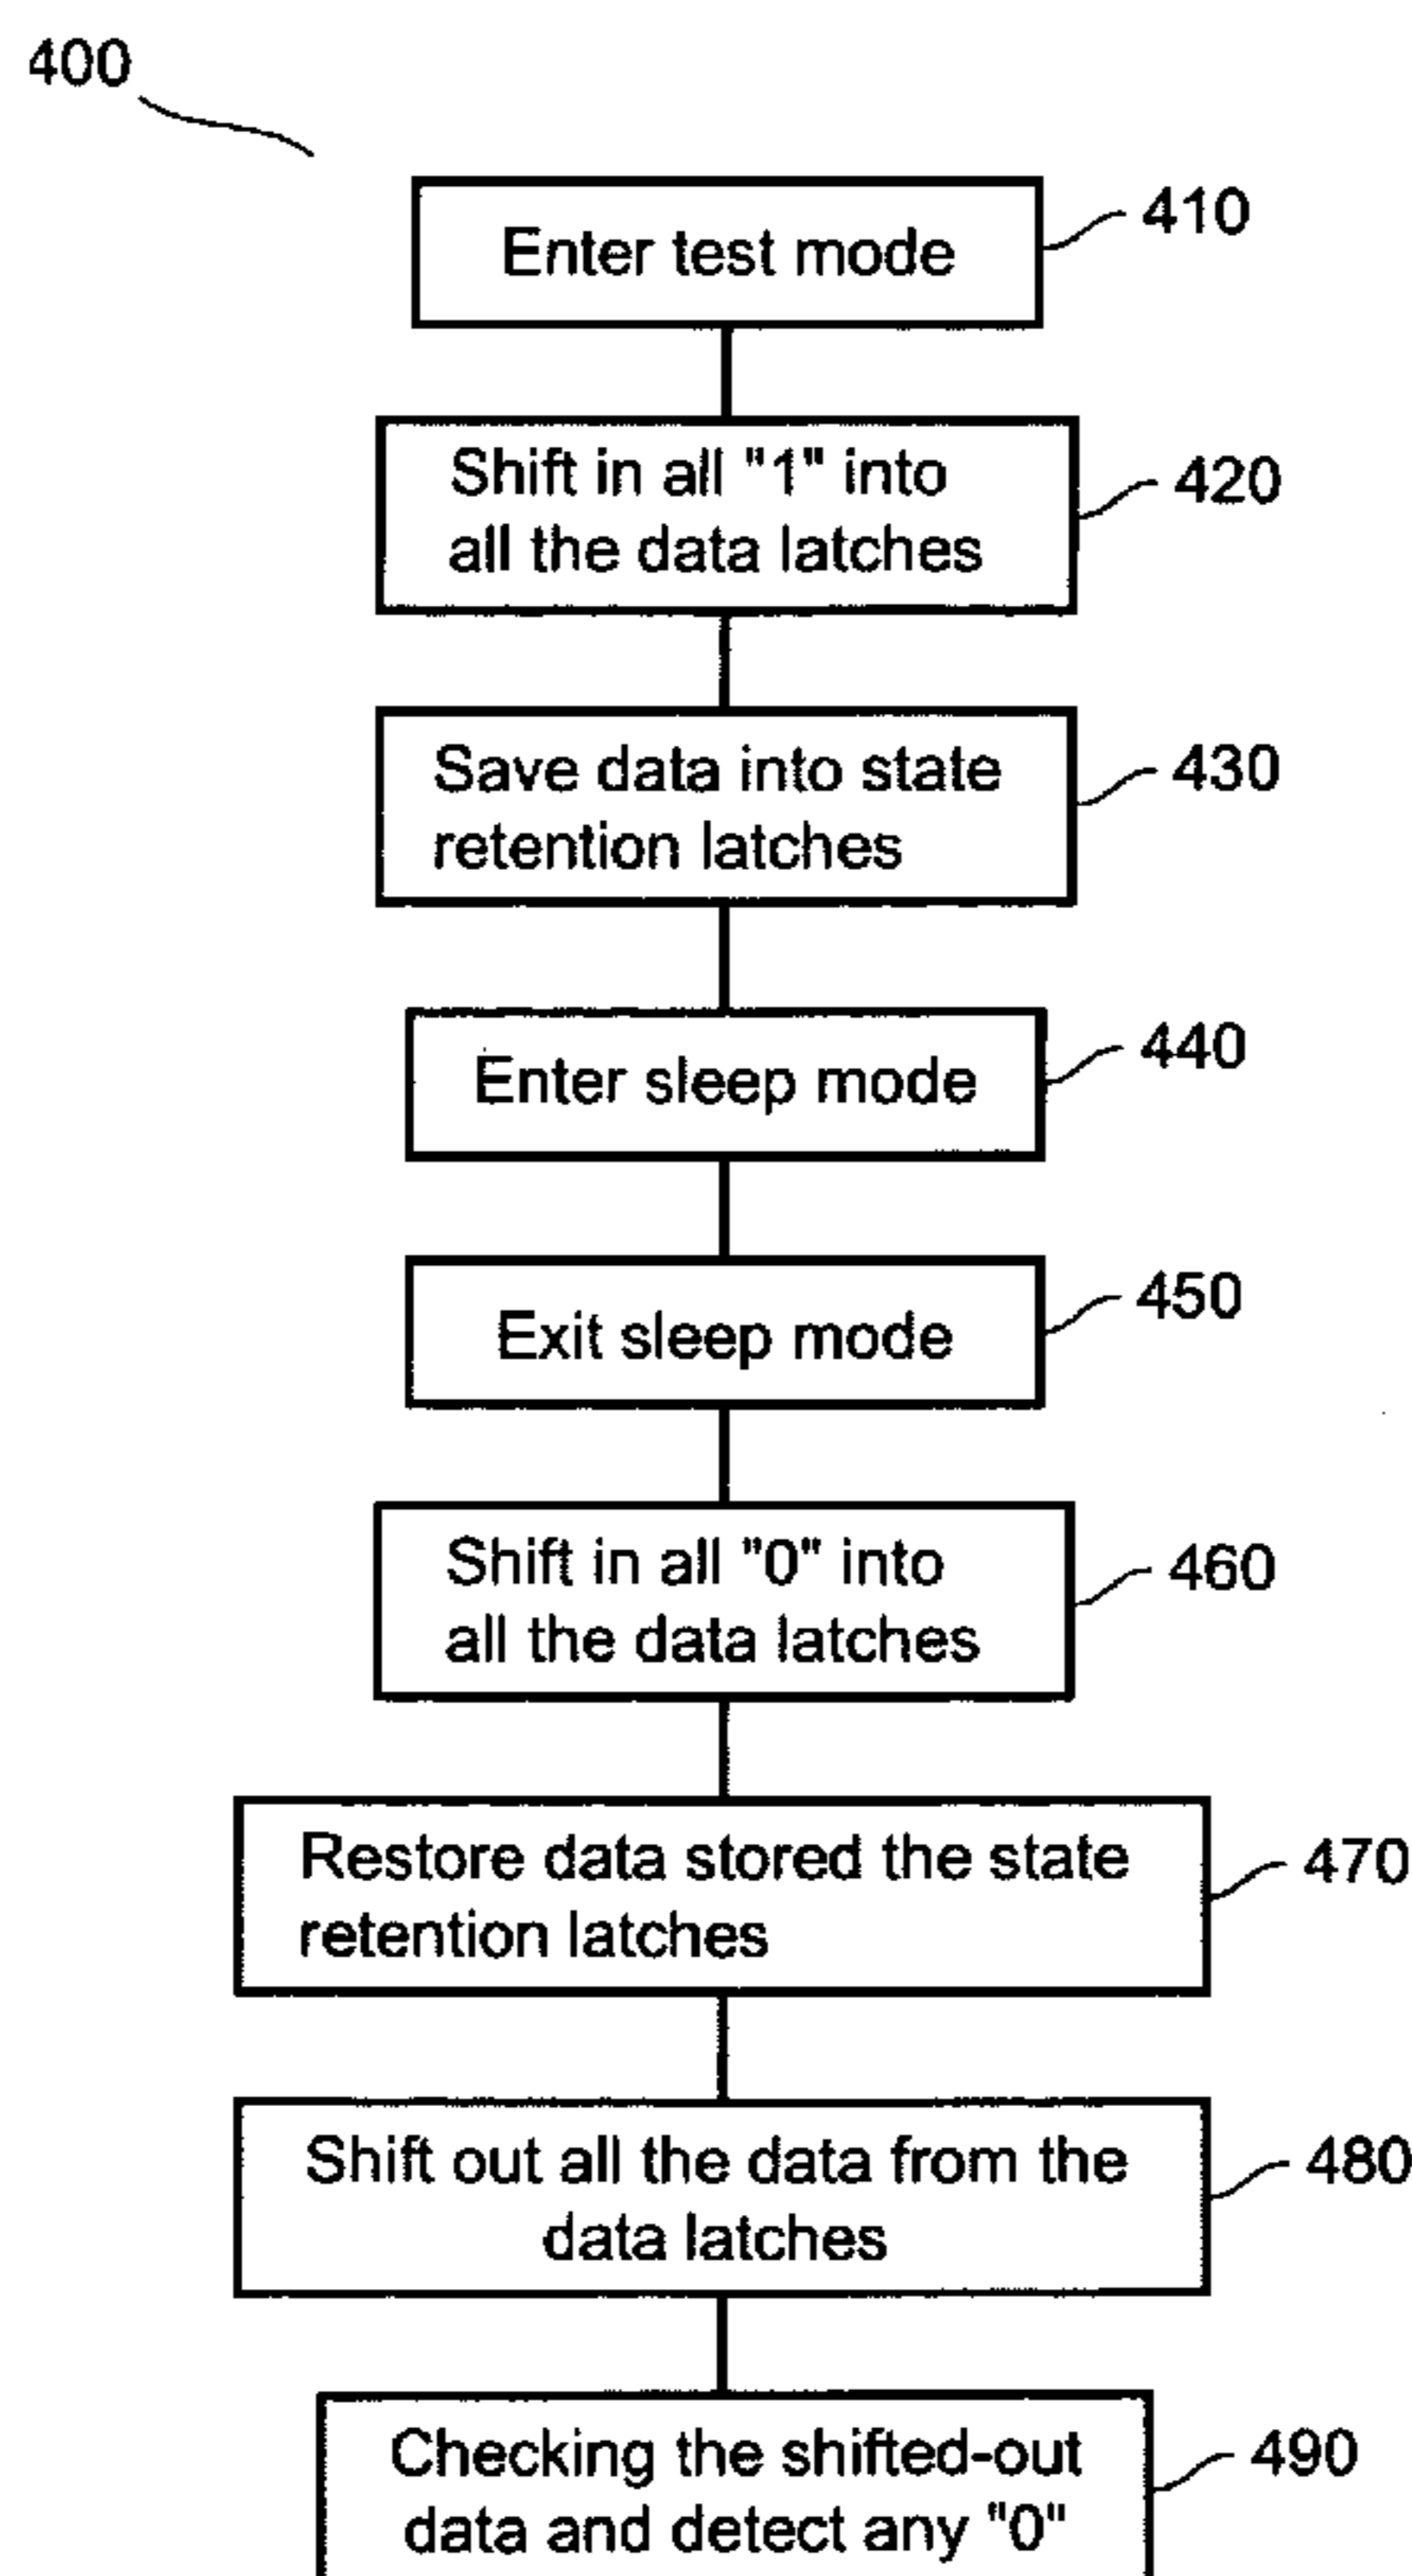 400
Enter test mode
410
Shift in all "1" into
all the data latches
420
Save data into state
retention latches
430
Enter sleep mode
440
Exit sleep mode
450
Shift in all "0" into
all the data latches
460
Restore data stored the state
retention latches
470
Shift out all the data from the
data latches
480
Checking the shifted-out
data and detect any "0"
490